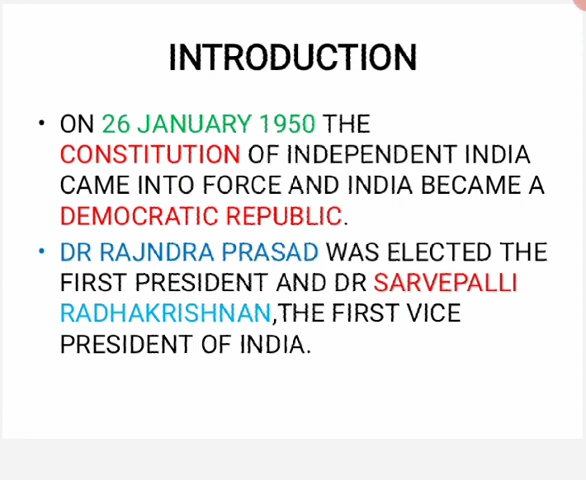 INTRODUCTION
• ON 26 JANUARY 1950 THE
CONSTITUTION OF INDEPENDENT INDIA
CAME INTO FORCE AND INDIA BECAME A
DEMOCRATIC REPUBLIC.
• DR RAJNDRA PRASAD WAS ELECTED THE
FIRST PRESIDENT AND DR SARVEPALLI
RADHAKRISHNAN,THE FIRST VICE
PRESIDENT OF INDIA.